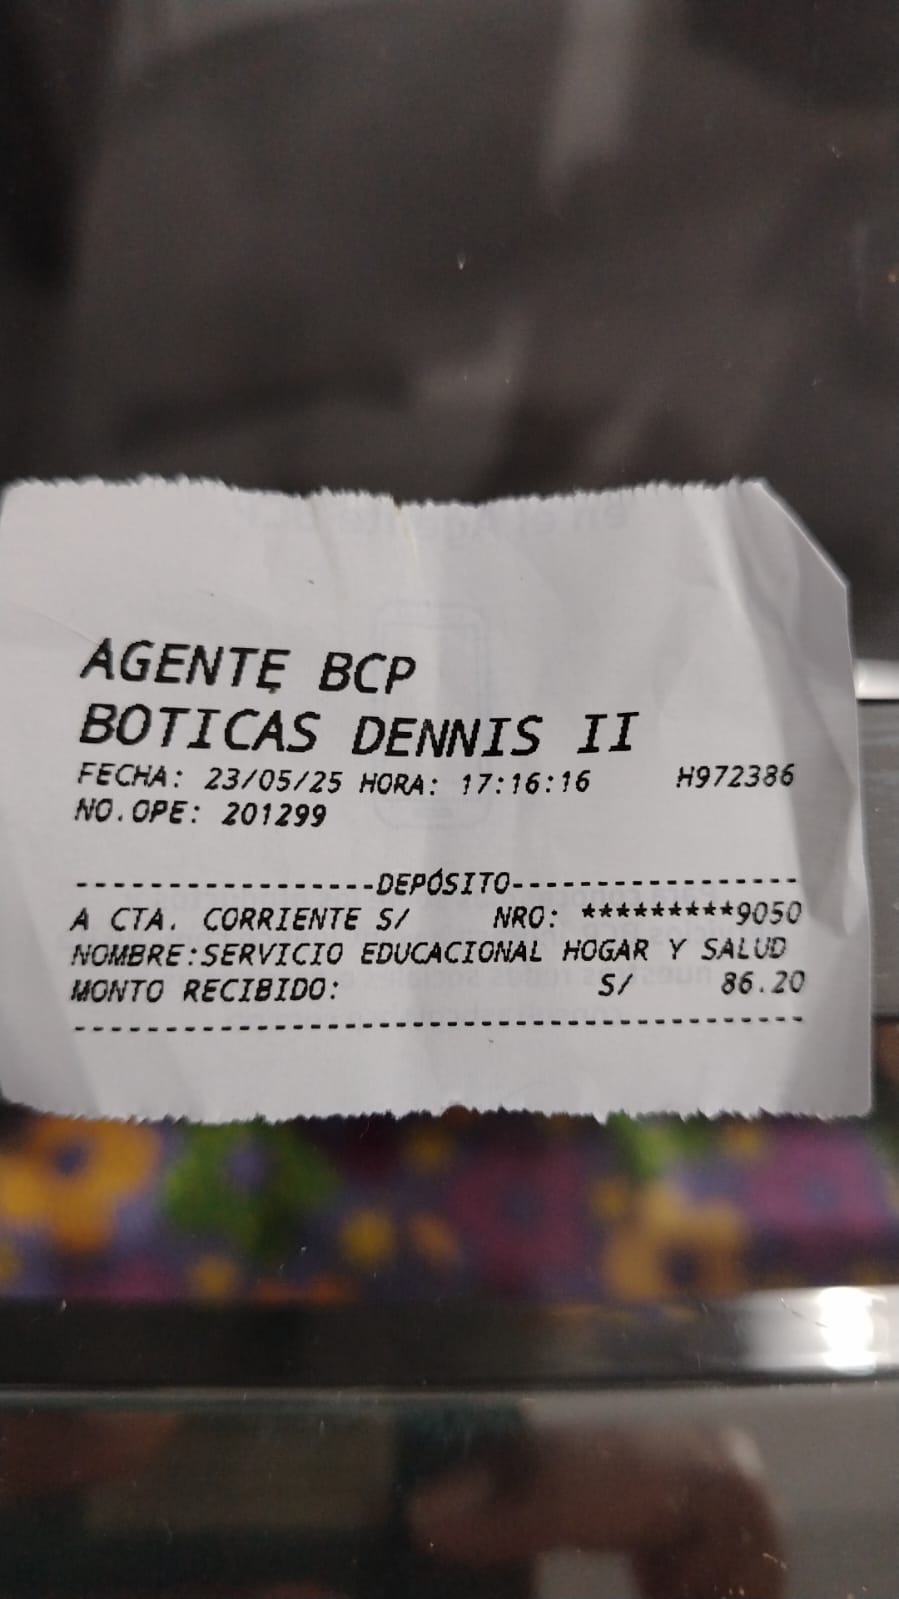 AGENTE BCP
BOTICAS DENNIS II
FECHA: 23/05/25 HORA: 17:16:16 H972386
NO.OPE: 201299
-----------------DEPÓSITO-----------------
A CTA. CORRIENTE S/ NRO: *********9050
NOMBRE:SERVICIO EDUCACIONAL HOGAR Y SALUD
MONTO RECIBIDO: S/ 86.20
------------------------------------------